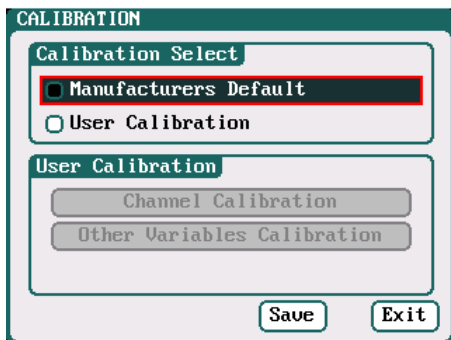 CALIBRATION
Calibration Select
Manufacturers Default
User Calibration
User Calibration
Channel Calibration
Other Variables Calibration
Save Exit